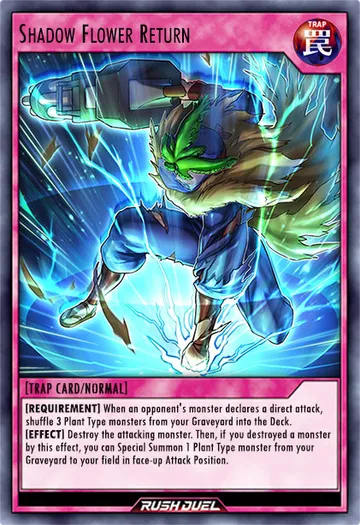 Shadow Flower Return
TRAP
罠
[TRAP CARD/NORMAL]
[REQUIREMENT] When an opponent's monster declares a direct attack,
shuffle 3 Plant Type monsters from your Graveyard into the Deck.
[EFFECT] Destroy the attacking monster. Then, if you destroyed a monster
by this effect, you can Special Summon 1 Plant Type monster from your
Graveyard to your field in face-up Attack Position.
RUSH DUEL